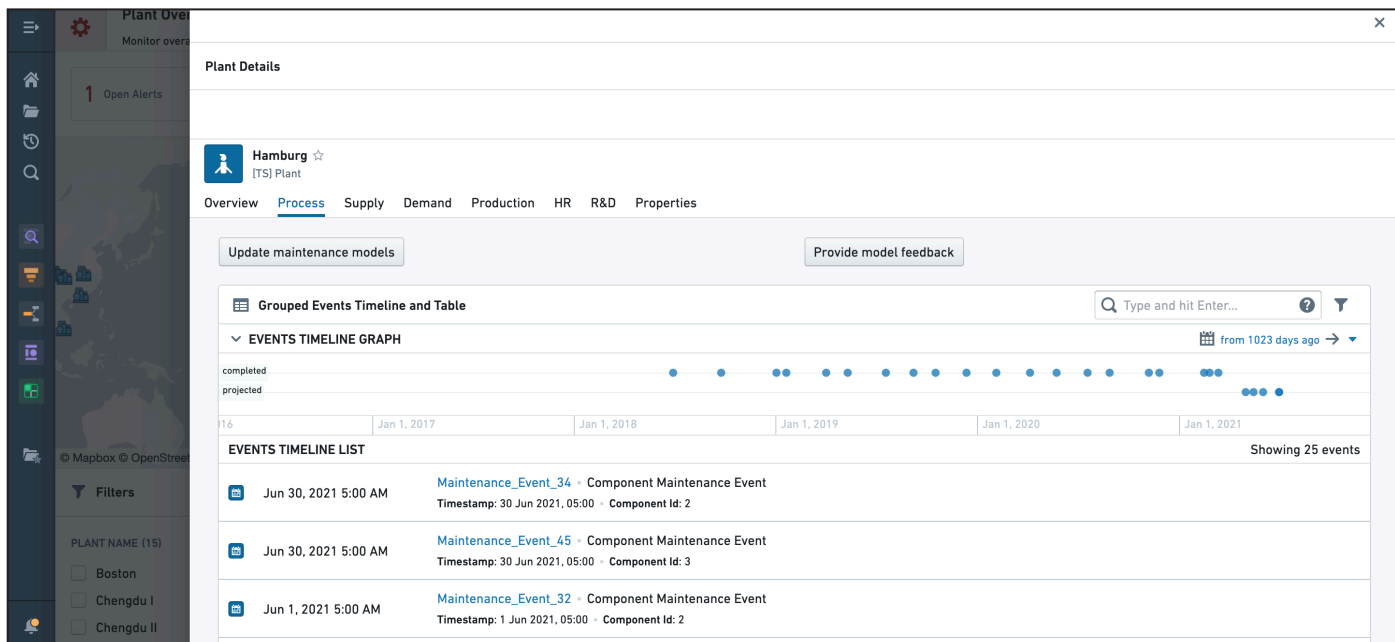 Plant Over
Monitor overa
1 Open Alerts
© Mapbox © OpenStreet
Filters
PLANT NAME (15)
Boston
Chengdu I
Chengdu II
Plant Details
Hamburg
[TS] Plant
Overview Process Supply Demand Production HR R&D Properties
Update maintenance models Provide model feedback
Grouped Events Timeline and Table Type and hit Enter...
EVENTS TIMELINE GRAPH from 1023 days ago →
completed
projected
016 Jan 1, 2017 Jan 1, 2018 Jan 1, 2019 Jan 1, 2020 Jan 1, 2021
EVENTS TIMELINE LIST Showing 25 events
Jun 30, 2021 5:00 AM Maintenance_Event_34 • Component Maintenance Event
Timestamp: 30 Jun 2021, 05:00 • Component Id: 2
Jun 30, 2021 5:00 AM Maintenance_Event_45 • Component Maintenance Event
Timestamp: 30 Jun 2021, 05:00 • Component Id: 3
Jun 1, 2021 5:00 AM Maintenance_Event_32 • Component Maintenance Event
Timestamp: 1 Jun 2021, 05:00 • Component Id: 2